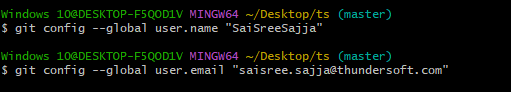 Windows 10@DESKTOP-F5QOD1V MINGW64 ~/Desktop/ts (master)
$ git config --global user.name "SaiSreeSajja"
Windows 10@DESKTOP-F5QOD1V MINGW64 ~/Desktop/ts (master)
$ git config --global user.email "saisree.sajja@thundersoft.com"